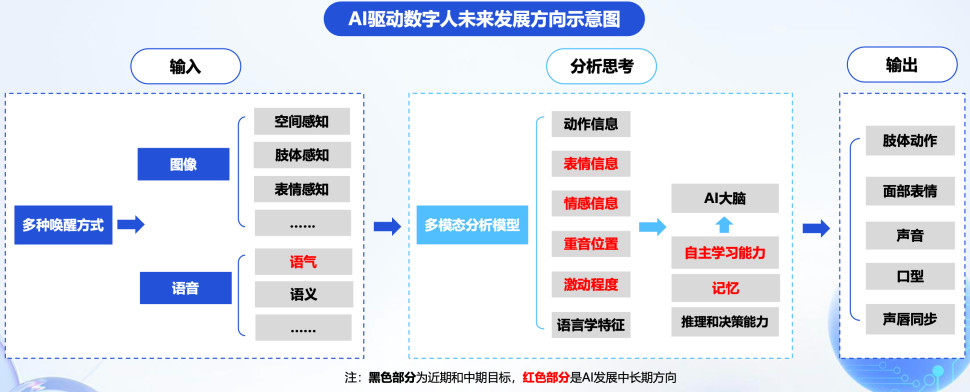 AI驱动数字人未来发展方向示意图
输入
分析思考
输出
多种唤醒方式
图像
空间感知
肢体感知
表情感知
……
语音
语气
语义
……
多模态分析模型
动作信息
表情信息
情感信息
重音位置
激动程度
语言学特征
AI大脑
自主学习能力
记忆
推理和决策能力
肢体动作
面部表情
声音
口型
声唇同步
注：黑色部分为近期和中期目标，红色部分是AI发展中长期方向